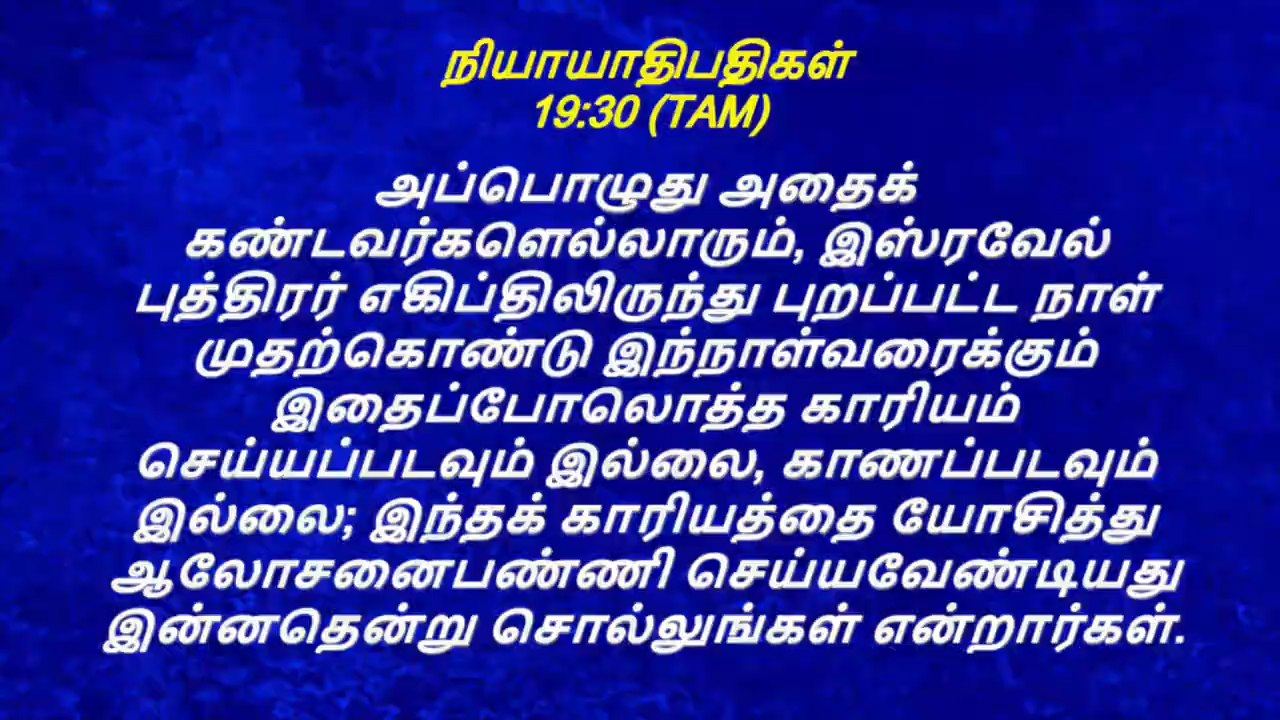 நியாயாதிபதிகள்
19:30 (TAM)
அப்பொழுது அதைக்
கண்டவர்களெல்லாரும், இஸ்ரவேல்
புத்திரர் எகிப்திலிருந்து புறப்பட்ட நாள்
முதற்கொண்டு இந்நாள்வரைக்கும்
இதைப்போலொத்த காரியம்
செய்யப்படவும் இல்லை, காணப்படவும்
இல்லை; இந்தக் காரியத்தை யோசித்து
ஆலோசனைபண்ணி செய்யவேண்டியது
இன்னதென்று சொல்லுங்கள் என்றார்கள்.